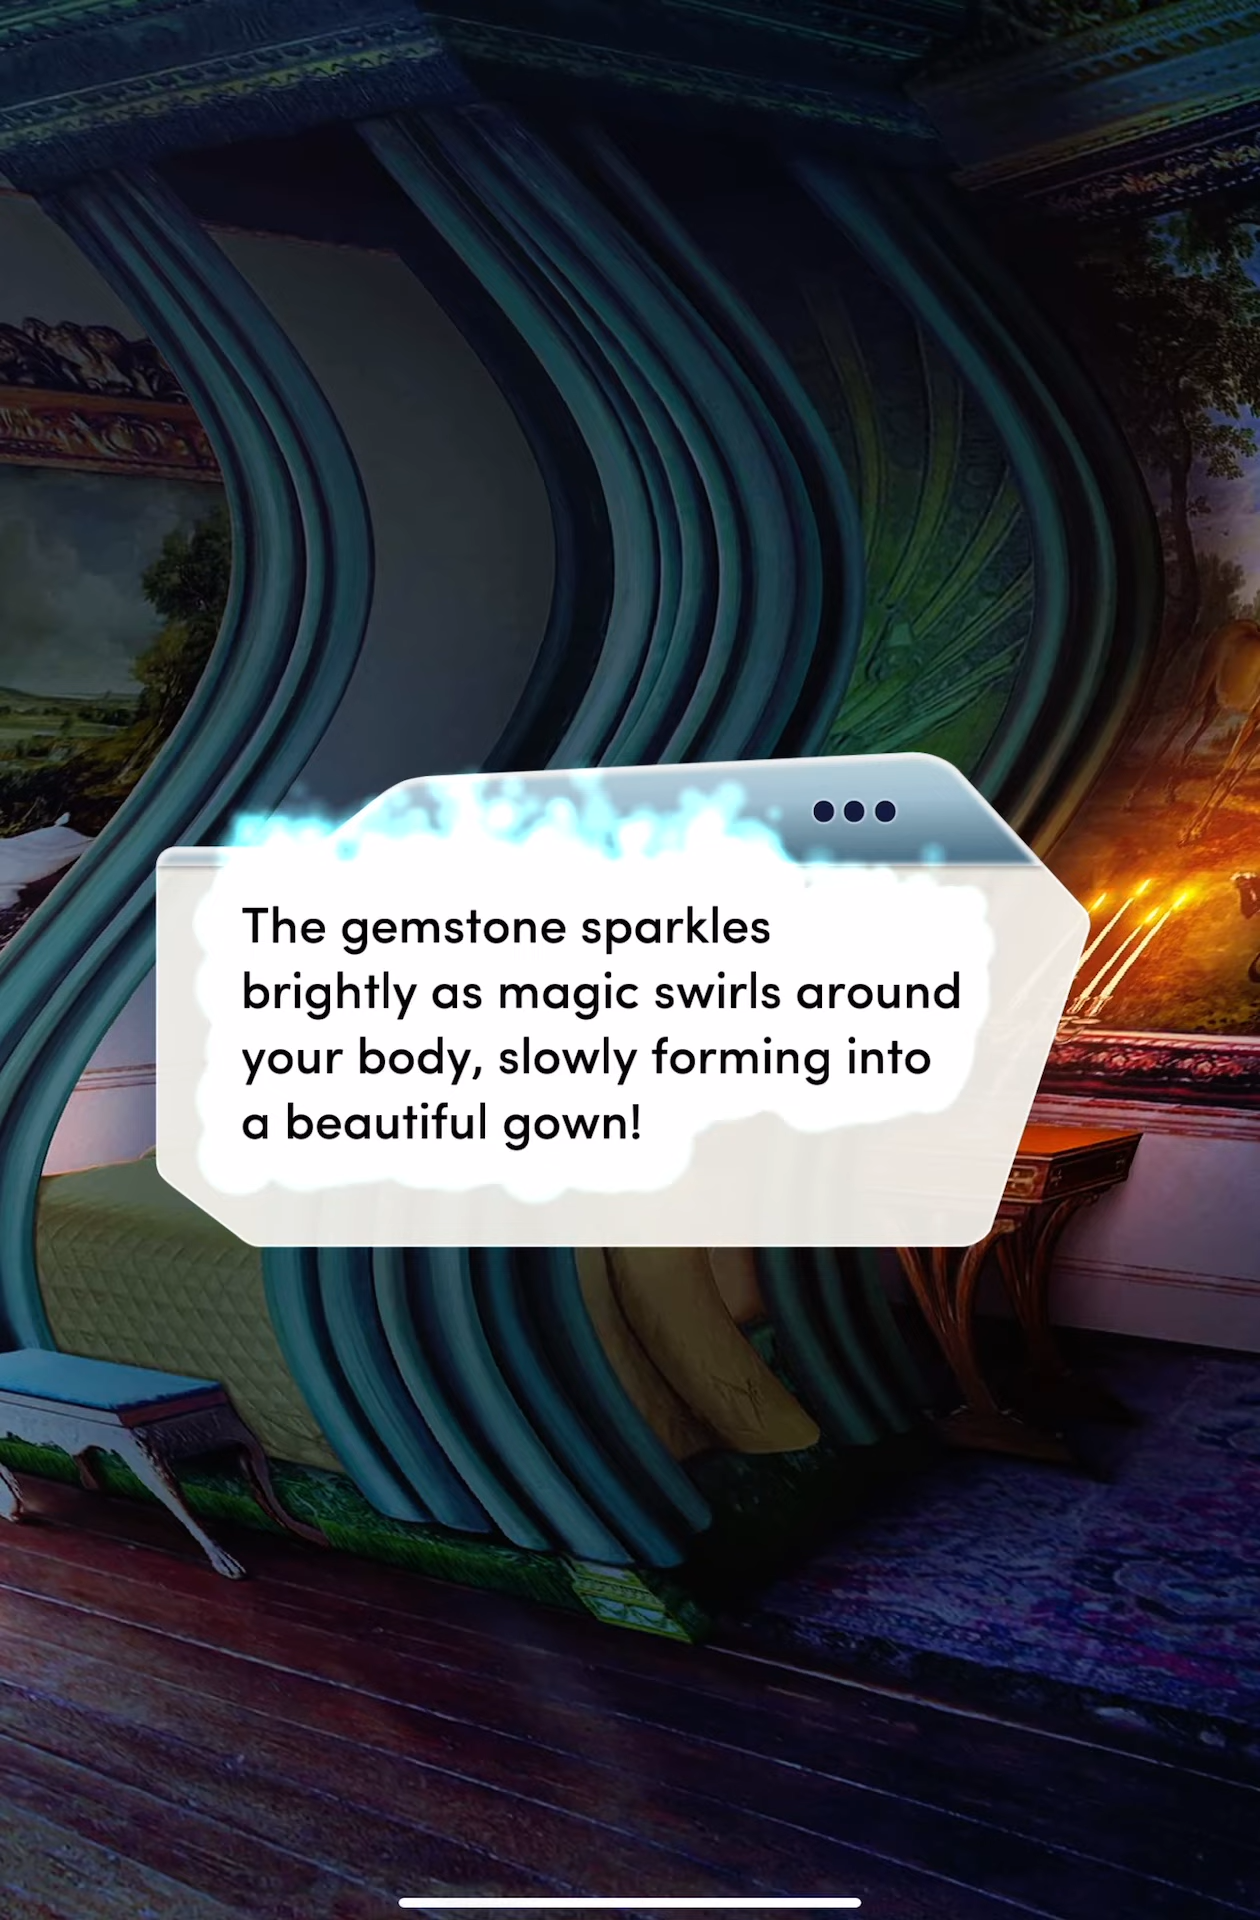 The gemstone sparkles
brightly as magic swirls around
your body, slowly forming into
a beautiful gown!